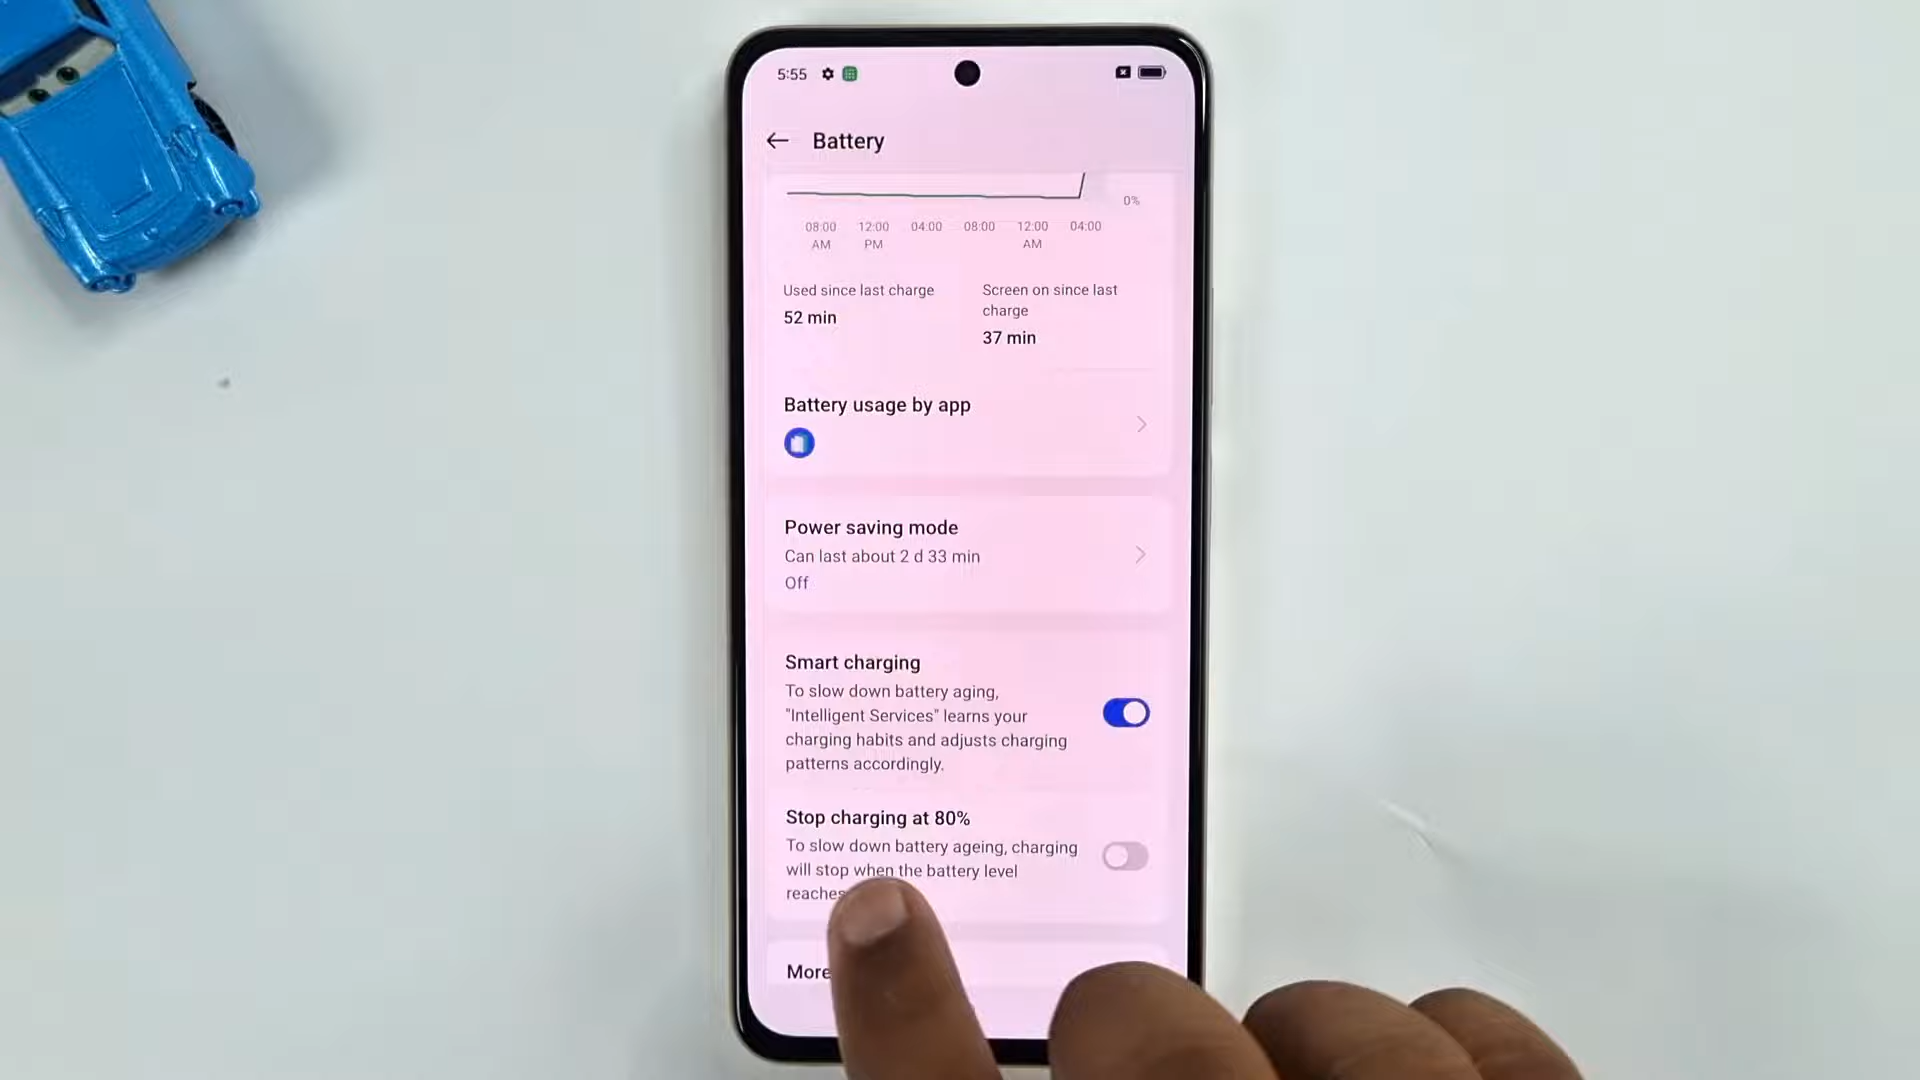 5:55
Battery
0%
08:00 12:00 04:00 08:00 12:00 04:00
AM PM AM
Used since last charge
52 min
Screen on since last
charge
37 min
Battery usage by app
Power saving mode
Can last about 2 d 33 min
Off
Smart charging
To slow down battery aging,
"Intelligent Services" learns your
charging habits and adjusts charging
patterns accordingly.
Stop charging at 80%
To slow down battery ageing, charging
will stop when the battery level
reaches
More